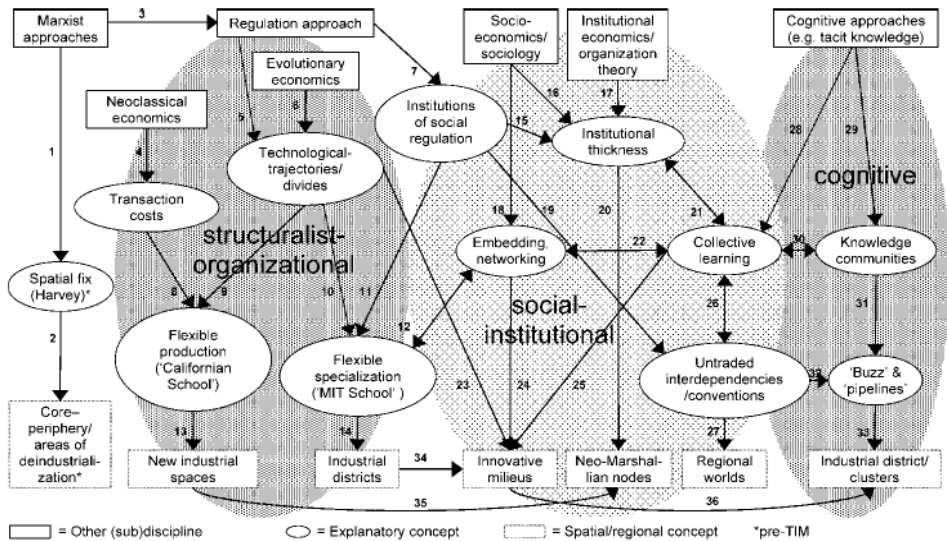 Marxist
approaches
3
Regulation approach
Socio-
economics/
sociology
Institutional
economics/
organization
theory
Cognitive approaches
(e.g. tacit knowledge)
Evolutionary
economics
7
Neoclassical
economics
6
5
Institutions
of social
regulation
16
17
15
Institutional
thickness
28
29
1
4
Technological-
trajectories/
divides
cognitive
Transaction
costs
18
19
20
21
structuralist-
organizational
Embedding,
networking
22
Collective
learning
30
Knowledge
communities
Spatial fix
(Harvey)*
8
9
10
11
social-
institutional
26
31
2
12
Flexible
production
('Californian
School')
Flexible
specialization
('MIT School' )
23
24
25
Untraded
interdependencies
/conventions
32
'Buzz' &
'pipelines'
Core–
periphery/
areas of
deindustriali-
zation*
13
14
27
33
New industrial
spaces
Industrial
districts
34
Innovative
milieus
Neo-Marshal-
lian nodes
Regional
worlds
Industrial district/
clusters
35
36
= Other (sub)discipline
= Explanatory concept
= Spatial/regional concept
*pre-TIM